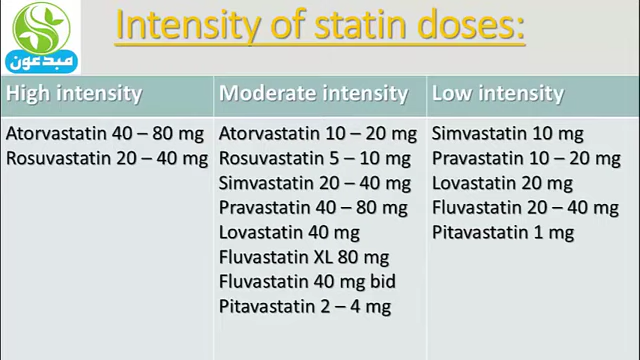 Intensity of statin doses:
مبدعون
High intensity
Atorvastatin 40 – 80 mg
Rosuvastatin 20 – 40 mg
Moderate intensity
Atorvastatin 10 – 20 mg
Rosuvastatin 5 – 10 mg
Simvastatin 20 – 40 mg
Pravastatin 40 – 80 mg
Lovastatin 40 mg
Fluvastatin XL 80 mg
Fluvastatin 40 mg bid
Pitavastatin 2 – 4 mg
Low intensity
Simvastatin 10 mg
Pravastatin 10 – 20 mg
Lovastatin 20 mg
Fluvastatin 20 – 40 mg
Pitavastatin 1 mg